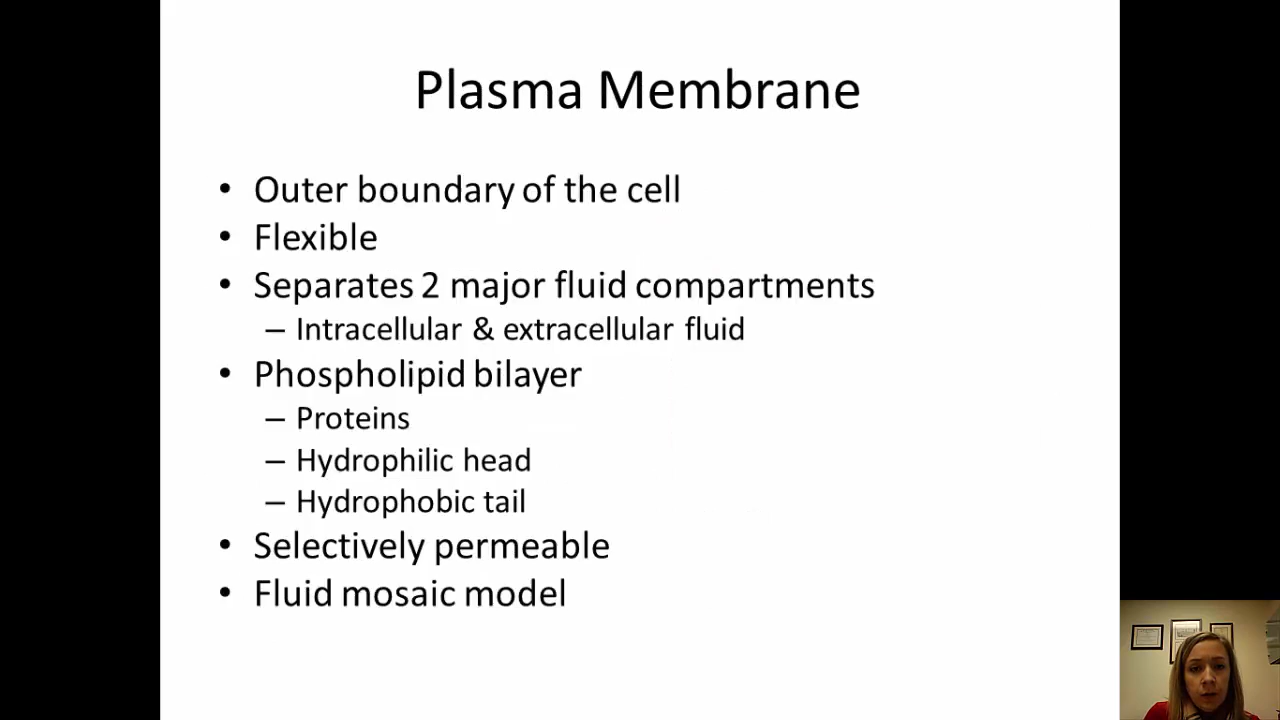 Plasma Membrane
• Outer boundary of the cell
• Flexible
• Separates 2 major fluid compartments
– Intracellular & extracellular fluid
• Phospholipid bilayer
– Proteins
– Hydrophilic head
– Hydrophobic tail
• Selectively permeable
• Fluid mosaic model